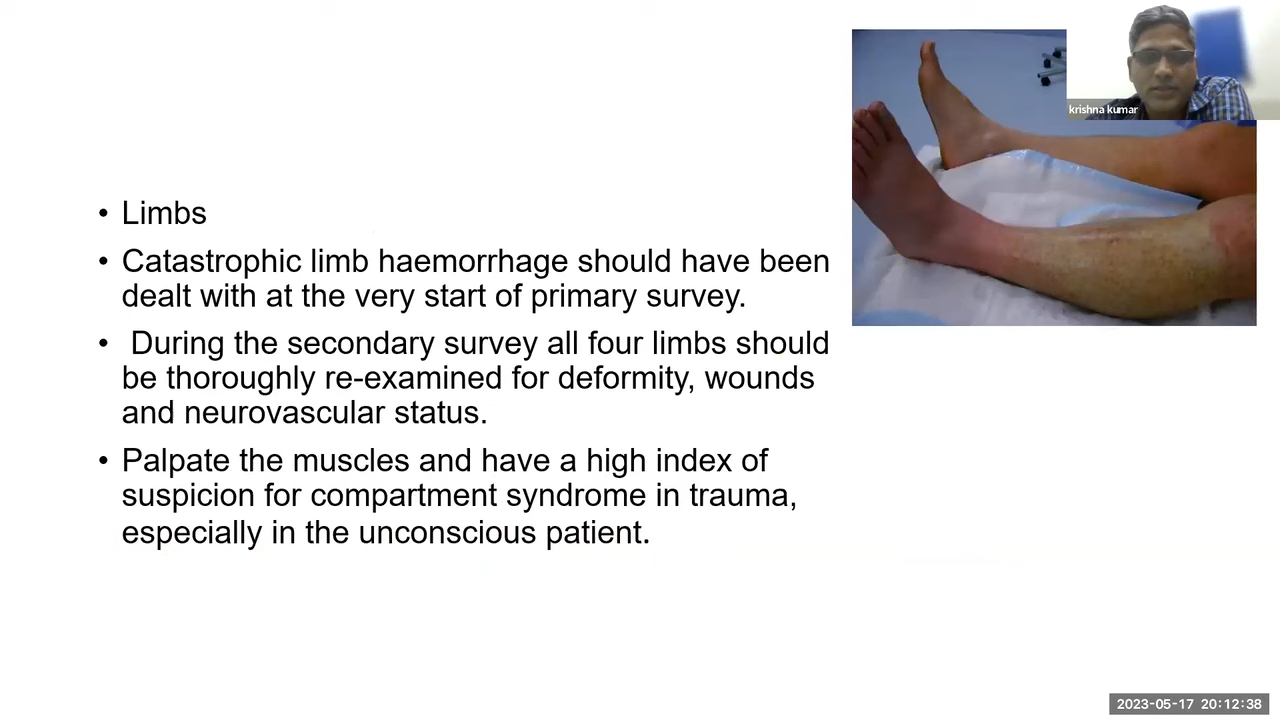 krishna kumar
• Limbs
• Catastrophic limb haemorrhage should have been
dealt with at the very start of primary survey.
• During the secondary survey all four limbs should
be thoroughly re-examined for deformity, wounds
and neurovascular status.
• Palpate the muscles and have a high index of
suspicion for compartment syndrome in trauma,
especially in the unconscious patient.
2023-05-17 20:12:38